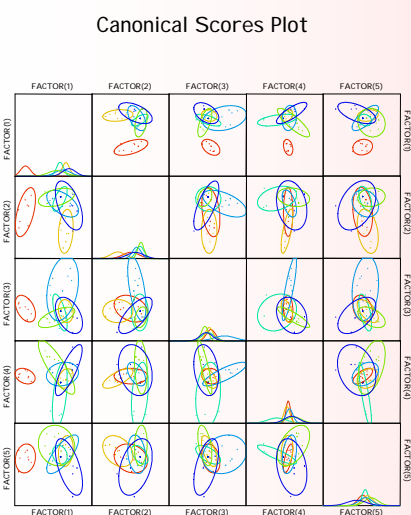 Canonical Scores Plot
FACTOR(1) FACTOR(2) FACTOR(3) FACTOR(4) FACTOR(5)
FACTOR(1) FACTOR(1)
FACTOR(2) FACTOR(2)
FACTOR(3) FACTOR(3)
FACTOR(4) FACTOR(4)
FACTOR(5) FACTOR(5)
FACTOR(1) FACTOR(2) FACTOR(3) FACTOR(4) FACTOR(5)